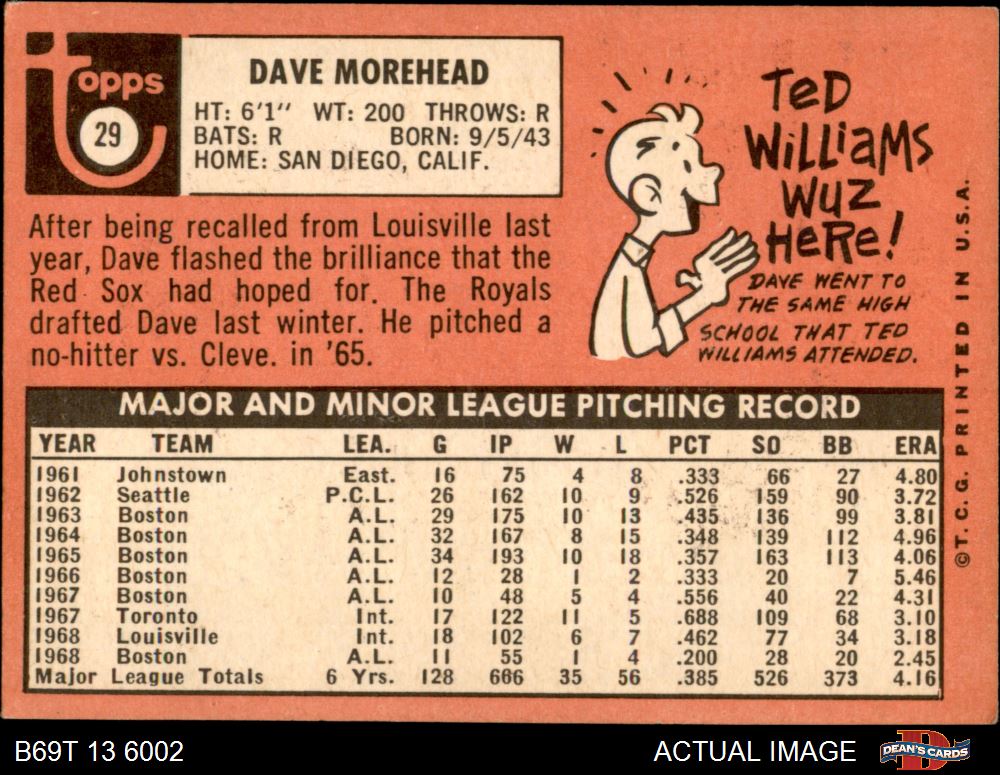 Topps
29
DAVE MOREHEAD
HT: 6'1" WT: 200 THROWS: R
BATS: R BORN: 9/5/43
HOME: SAN DIEGO, CALIF.
After being recalled from Louisville last
year, Dave flashed the brilliance that the
Red Sox had hoped for. The Royals
drafted Dave last winter. He pitched a
no-hitter vs. Cleve. in '65.
TeD
WiLLiaMS
WUZ
HeRe!
DAVE WENT TO
THE SAME HIGH
SCHOOL THAT TED
WILLIAMS ATTENDED.
©T.C.G. PRINTED IN U.S.A.
MAJOR AND MINOR LEAGUE PITCHING RECORD
YEAR TEAM LEA. G IP W L PCT SO BB ERA
1961 Johnstown East. 16 75 4 8 .333 66 27 4.80
1962 Seattle P.C.L. 26 162 10 9 .526 159 90 3.72
1963 Boston A.L. 29 175 10 13 .435 136 99 3.81
1964 Boston A.L. 32 167 8 15 .348 139 112 4.96
1965 Boston A.L. 34 193 10 18 .357 163 113 4.06
1966 Boston A.L. 12 28 1 2 .333 20 7 5.46
1967 Boston A.L. 10 48 5 4 .556 40 22 4.31
1967 Toronto Int. 17 122 11 5 .688 109 68 3.10
1968 Louisville Int. 18 102 6 7 .462 77 34 3.18
1968 Boston A.L. 11 55 1 4 .200 28 20 2.45
Major League Totals 6 Yrs. 128 666 35 56 .385 526 373 4.16
B69T 13 6002
ACTUAL IMAGE
DEAN'S CARDS